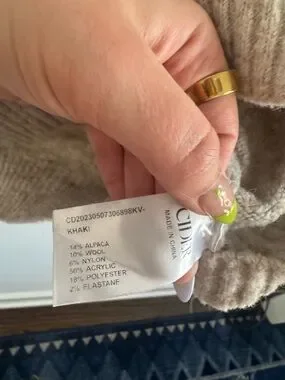 CD20230507306898KV-
KHAKI
14% ALPACA
10% WOOL
6% NYLON
50% ACRYLIC
18% POLYESTER
2% ELASTANE
CIDER
MADE IN CHINA